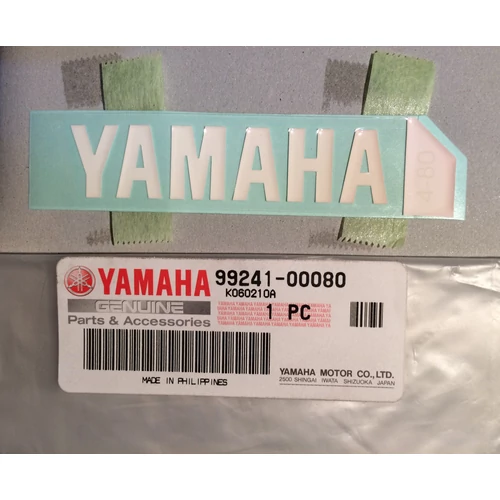 YAMAHA
4-80
YAMAHA 99241-00080
K060210A
GENUINE
1 PC
Parts & Accessories
MADE IN PHILIPPINES
YAMAHA MOTOR CO.,LTD.
2500 SHINGAI IWATA SHIZUOKA JAPAN